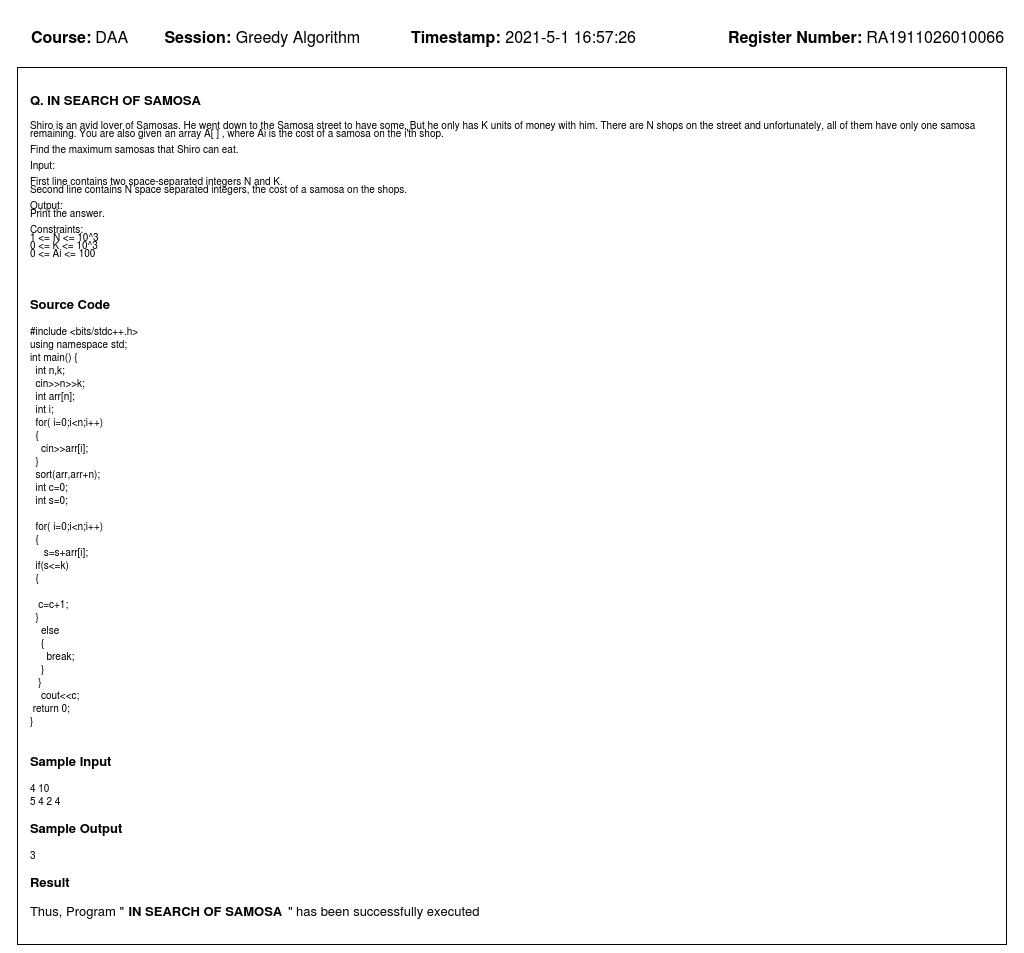 Course: DAA Session: Greedy Algorithm Timestamp: 2021-5-1 16:57:26 Register Number: RA1911026010066
Q. IN SEARCH OF SAMOSA
Shiro is an avid lover of Samosas. He went down to the Samosa street to have some. But he only has K units of money with him. There are N shops on the street and unfortunately, all of them have only one samosa
remaining. You are also given an array A[ ] , where Ai is the cost of a samosa on the i'th shop.
Find the maximum samosas that Shiro can eat.
Input:
First line contains two space-separated integers N and K.
Second line contains N space separated integers, the cost of a samosa on the shops.
Output:
Print the answer.
Constraints:
1 <= N <= 10^3
0 <= K <= 10^3
0 <= Ai <= 100
Source Code
#include <bits/stdc++.h>
using namespace std;
int main() {
int n,k;
cin>>n>>k;
int arr[n];
int i;
for( i=0;i<n;i++)
{
cin>>arr[i];
}
sort(arr,arr+n);
int c=0;
int s=0;
for( i=0;i<n;i++)
{
s=s+arr[i];
if(s<=k)
{
c=c+1;
}
else
{
break;
}
}
cout<<c;
return 0;
}
Sample Input
4 10
5 4 2 4
Sample Output
3
Result
Thus, Program " IN SEARCH OF SAMOSA " has been successfully executed